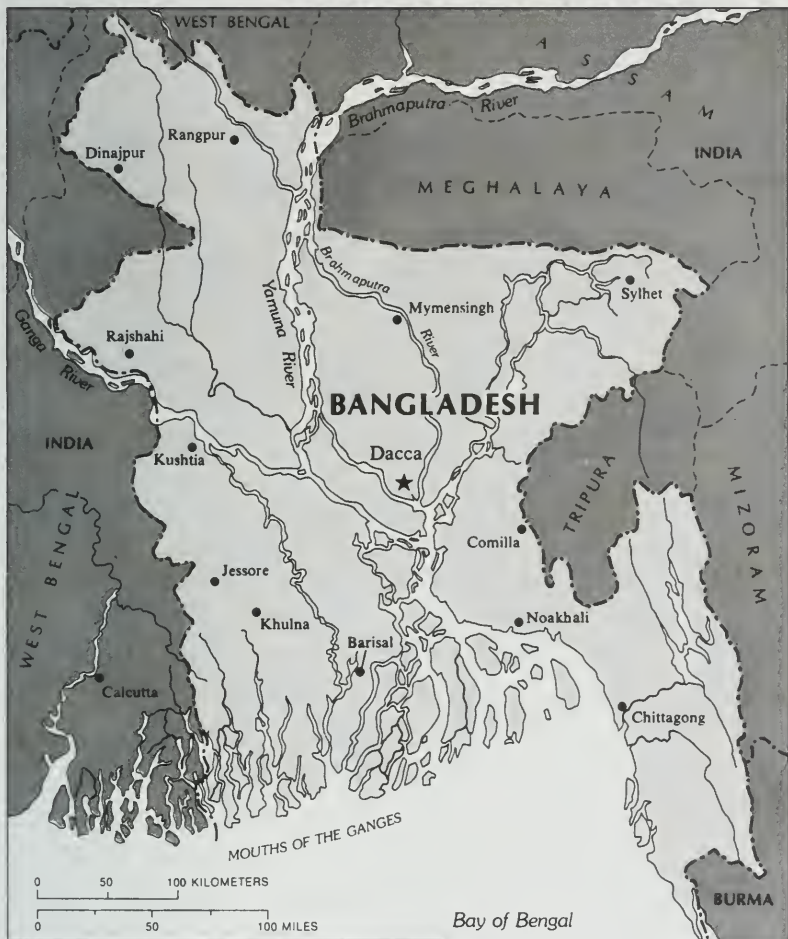 WEST BENGAL
ASSAM
Brahmaputra River
Rangpur
Dinajpur
INDIA
MEGHALAYA
Brahmaputra River
Sylhet
Mymensingh
Yamuna River
Ganga River
Rajshahi
BANGLADESH
INDIA
Kushtia
Dacca
TRIPURA
MIZORAM
Comilla
WEST BENGAL
Jessore
Khulna
Noakhali
Barisal
Calcutta
Chittagong
MOUTHS OF THE GANGES
0 50 100 KILOMETERS
0 50 100 MILES
Bay of Bengal
BURMA